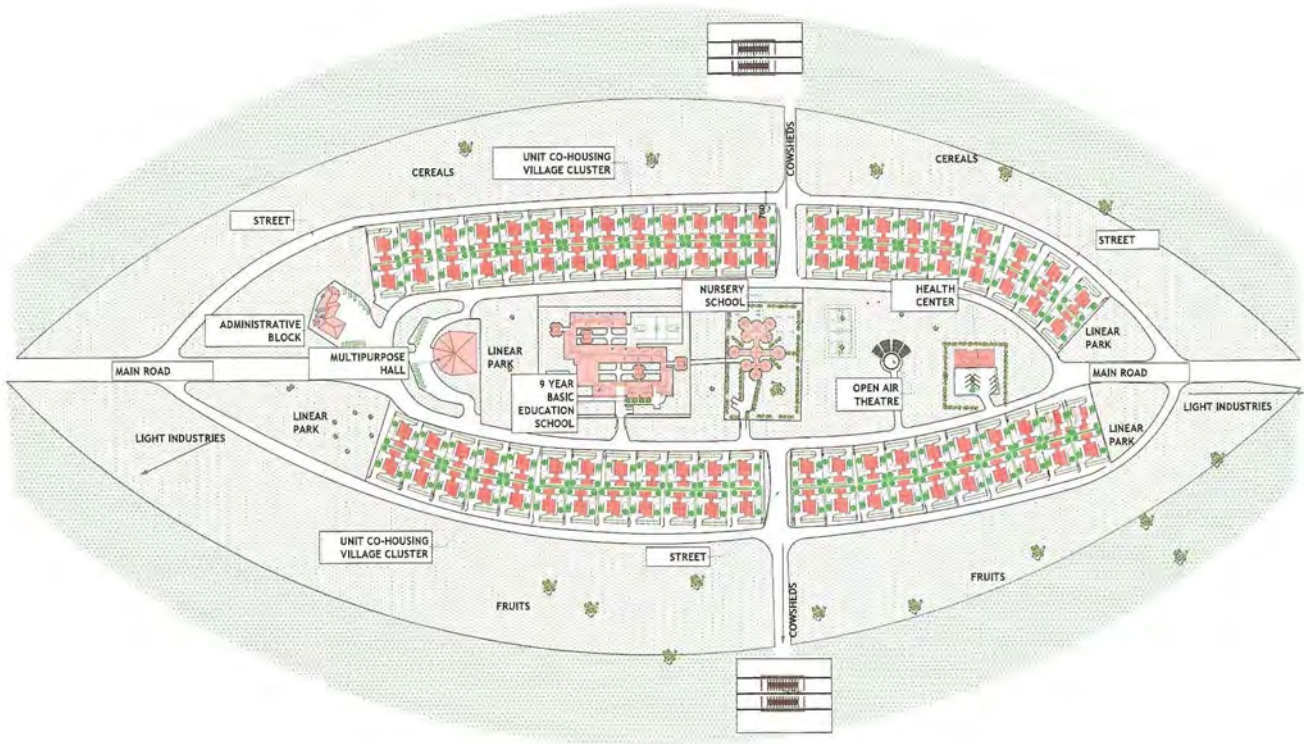 COWSHEDS
CEREALS
UNIT CO-HOUSING
VILLAGE CLUSTER
CEREALS
STREET
760
STREET
NURSERY
SCHOOL
HEALTH
CENTER
ADMINISTRATIVE
BLOCK
MULTIPURPOSE
HALL
LINEAR
PARK
LINEAR
PARK
MAIN ROAD
9 YEAR
BASIC
EDUCATION
SCHOOL
OPEN AIR
THEATRE
MAIN ROAD
LINEAR
PARK
LIGHT INDUSTRIES
LINEAR
PARK
LIGHT INDUSTRIES
UNIT CO-HOUSING
VILLAGE CLUSTER
STREET
FRUITS
FRUITS
COWSHEDS